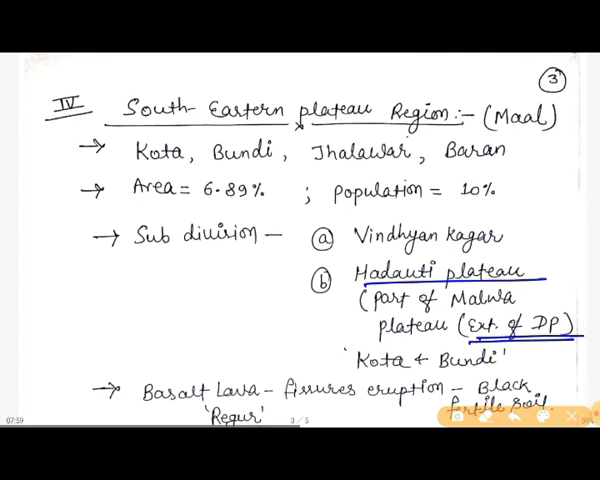 3
IV South-Eastern plateau Region:- (Maal)
→ Kota, Bundi, Jhalawar, Baran
→ Area = 6.89% ; Population = 10%
→ Sub division - (a) Vindhyan Kagar
(b) Hadauti plateau
(part of Malwa
plateau (Ext. of DP)
'Kota + Bundi'
→ Basalt Lava - fissures eruption - Black
'Regur' fertile soil.
07:59 3 / 5